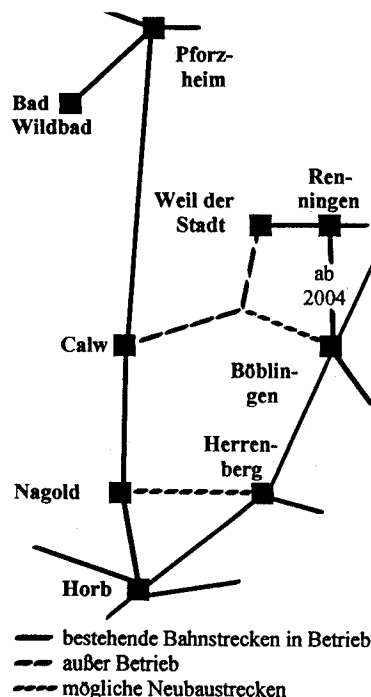 Pforz-
heim
Bad
Wildbad
Weil der
Stadt
Ren-
ningen
ab
2004
Calw
Böblin-
gen
Herren-
berg
Nagold
Horb
bestehende Bahnstrecken in Betrieb
außer Betrieb
mögliche Neubaustrecken